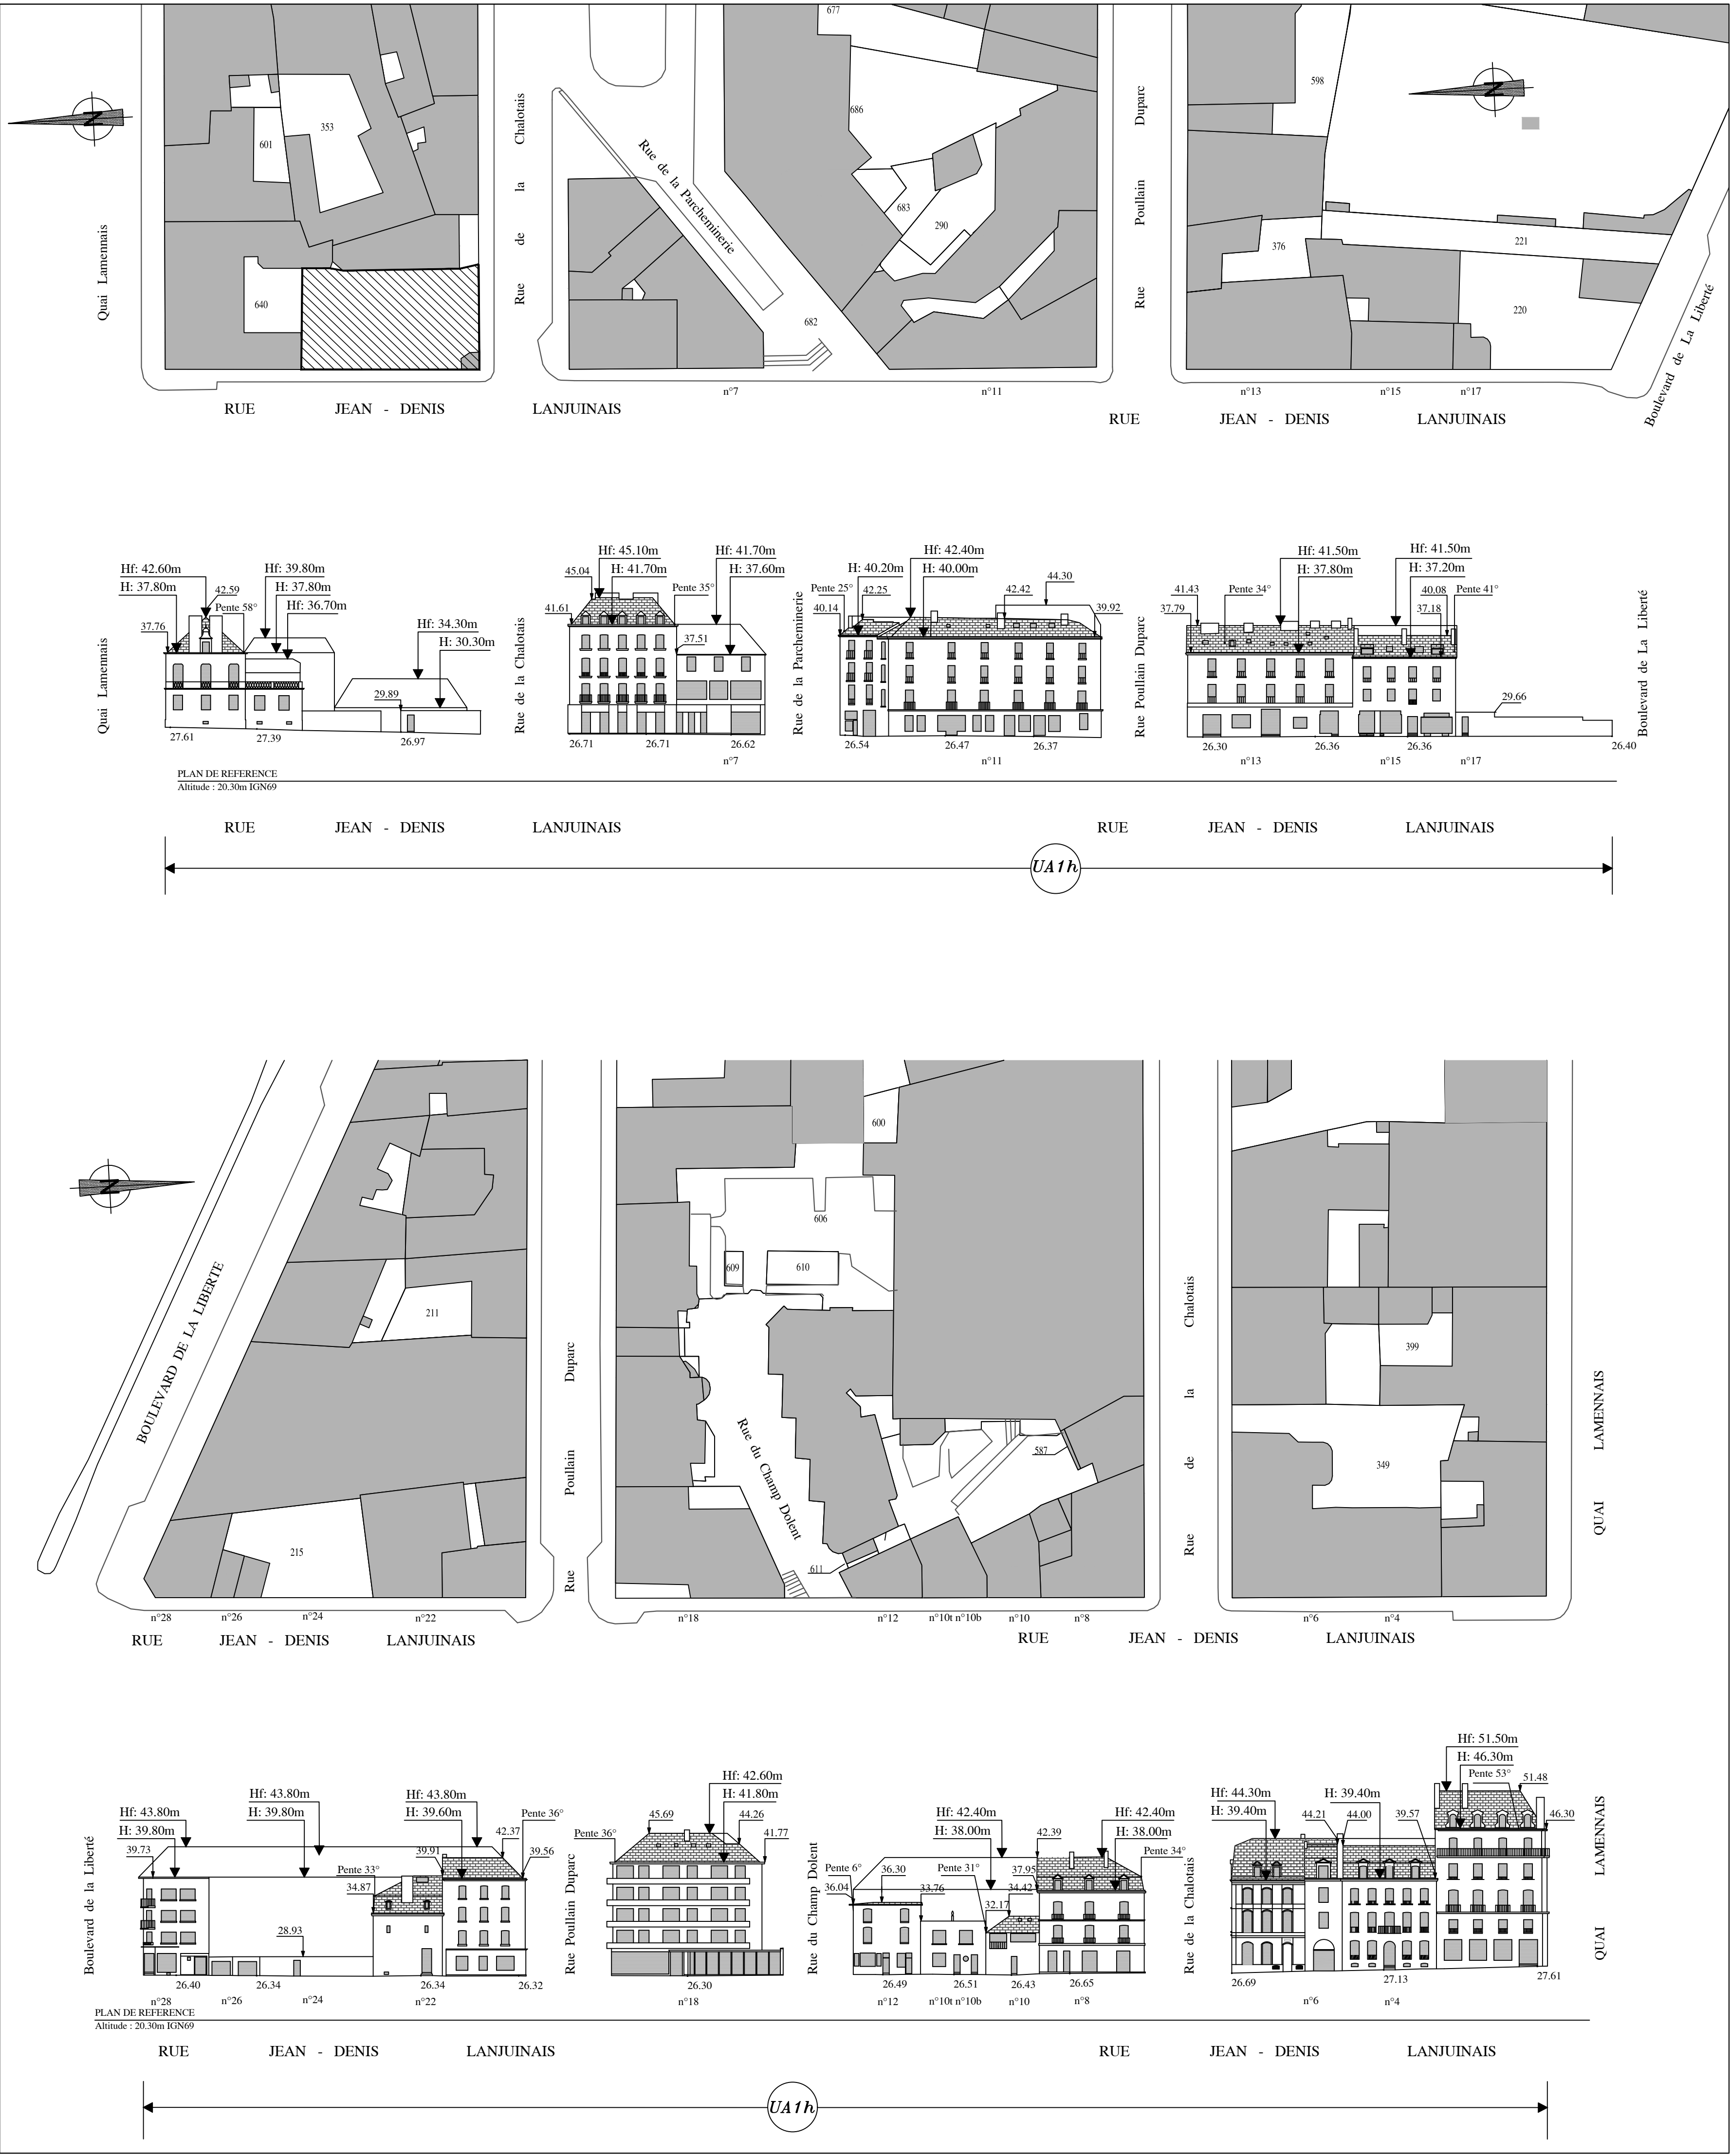 677
686
598
353
601
640
683
290
682
376
221
220
N
N
Quai Lamennais
Rue de la Chalotais
Rue de la Parcheminerie
Rue Poullain Duparc
Boulevard de La Liberté
n°7
n°11
n°13
n°15
n°17
RUE JEAN - DENIS LANJUINAIS
RUE JEAN - DENIS LANJUINAIS
Quai Lamennais
Hf: 42.60m
H: 37.80m
42.59
Pente 58°
37.76
Hf: 39.80m
H: 37.80m
Hf: 36.70m
Hf: 34.30m
H: 30.30m
29.89
27.61
27.39
26.97
Rue de la Chalotais
Hf: 45.10m
H: 41.70m
45.04
41.61
Pente 35°
Hf: 41.70m
H: 37.60m
37.51
26.71
26.71
26.62
n°7
Rue de la Parcheminerie
H: 40.20m
Pente 25°
42.25
40.14
Hf: 42.40m
H: 40.00m
42.42
44.30
39.92
26.54
26.47
26.37
n°11
Rue Poullain Duparc
41.43
37.79
Pente 34°
Hf: 41.50m
H: 37.80m
Hf: 41.50m
H: 37.20m
40.08
37.18
Pente 41°
29.66
26.30
26.36
26.36
26.40
n°13
n°15
n°17
Boulevard de La Liberté
PLAN DE REFERENCE
Altitude : 20.30m IGN69
RUE JEAN - DENIS LANJUINAIS
RUE JEAN - DENIS LANJUINAIS
UA1h
N
BOULEVARD DE LA LIBERTE
211
215
Rue Poullain Duparc
600
606
609
610
587
611
Rue du Champ Dolent
Rue de la Chalotais
399
349
QUAI LAMENNAIS
n°28
n°26
n°24
n°22
n°18
n°12
n°10t
n°10b
n°10
n°8
n°6
n°4
RUE JEAN - DENIS LANJUINAIS
RUE JEAN - DENIS LANJUINAIS
Boulevard de la Liberté
Hf: 43.80m
H: 39.80m
39.73
Hf: 43.80m
H: 39.80m
Pente 33°
34.87
28.93
Hf: 43.80m
H: 39.60m
39.91
42.37
Pente 36°
39.56
26.40
26.34
26.34
26.32
n°28
n°26
n°24
n°22
Rue Poullain Duparc
Pente 36°
45.69
Hf: 42.60m
H: 41.80m
44.26
41.77
26.30
n°18
Rue du Champ Dolent
Pente 6°
36.04
36.30
33.76
Hf: 42.40m
H: 38.00m
Pente 31°
32.17
34.42
37.95
42.39
Hf: 42.40m
H: 38.00m
Pente 34°
26.49
26.51
26.43
26.65
n°12
n°10t
n°10b
n°10
n°8
Rue de la Chalotais
Hf: 44.30m
H: 39.40m
44.21
44.00
H: 39.40m
39.57
Hf: 51.50m
H: 46.30m
Pente 53°
51.48
46.30
26.69
27.13
27.61
n°6
n°4
QUAI LAMENNAIS
PLAN DE REFERENCE
Altitude : 20.30m IGN69
RUE JEAN - DENIS LANJUINAIS
RUE JEAN - DENIS LANJUINAIS
UA1h